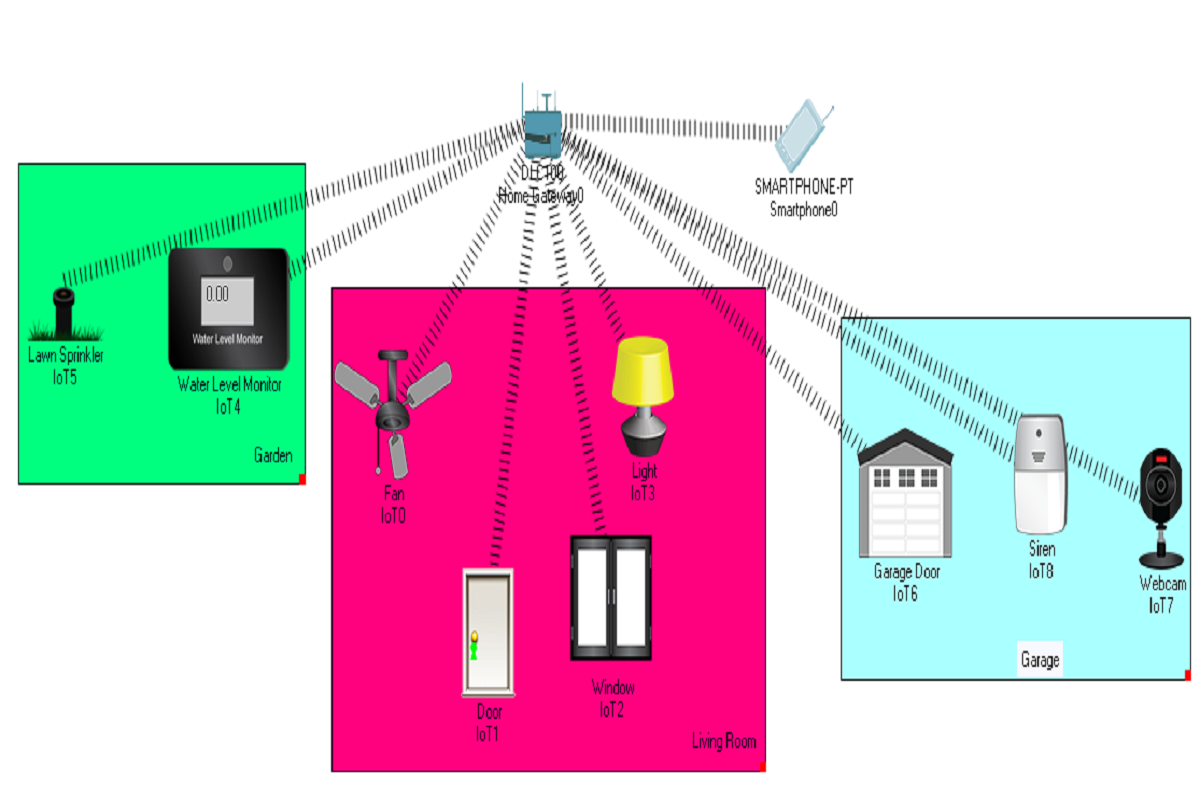 DLC100
Home Gateway0
SMARTPHONE-PT
Smartphone0
0.00
Water Level Monitor
Lawn Sprinkler
IoT5
Water Level Monitor
IoT4
Garden
Fan
IoT0
Light
IoT3
Door
IoT1
Window
IoT2
Living Room
Garage Door
IoT6
Siren
IoT8
Webcam
IoT7
Garage